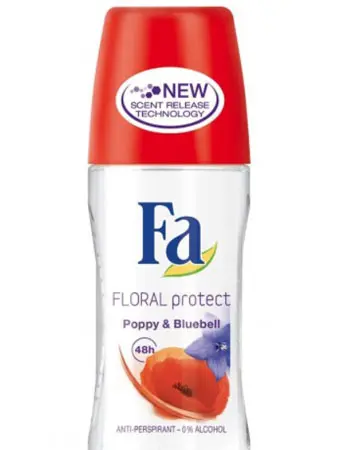 NEW
SCENT RELEASE
TECHNOLOGY
Fa
FLORAL protect
Poppy & Bluebell
48h
ANTI-PERSPIRANT - 0% ALCOHOL